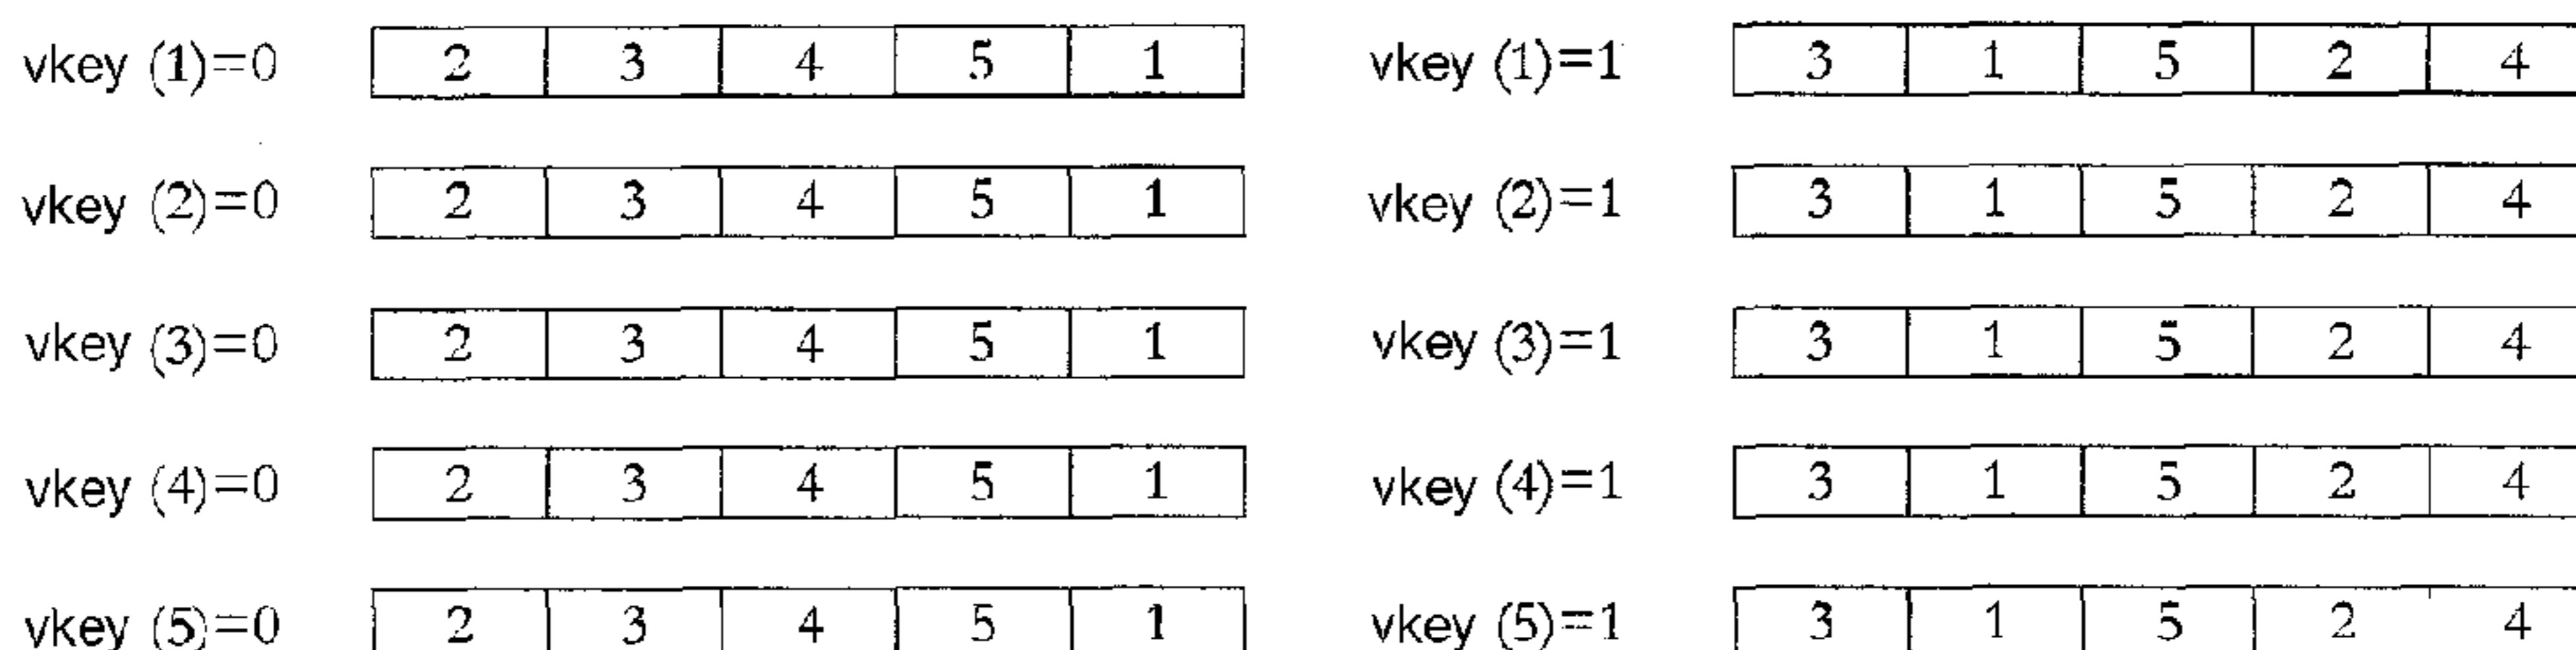 vkey (1)=0 2 3 4 5 1 vkey (1)=1 3 1 5 2 4
vkey (2)=0 2 3 4 5 1 vkey (2)=1 3 1 5 2 4
vkey (3)=0 2 3 4 5 1 vkey (3)=1 3 1 5 2 4
vkey (4)=0 2 3 4 5 1 vkey (4)=1 3 1 5 2 4
vkey (5)=0 2 3 4 5 1 vkey (5)=1 3 1 5 2 4